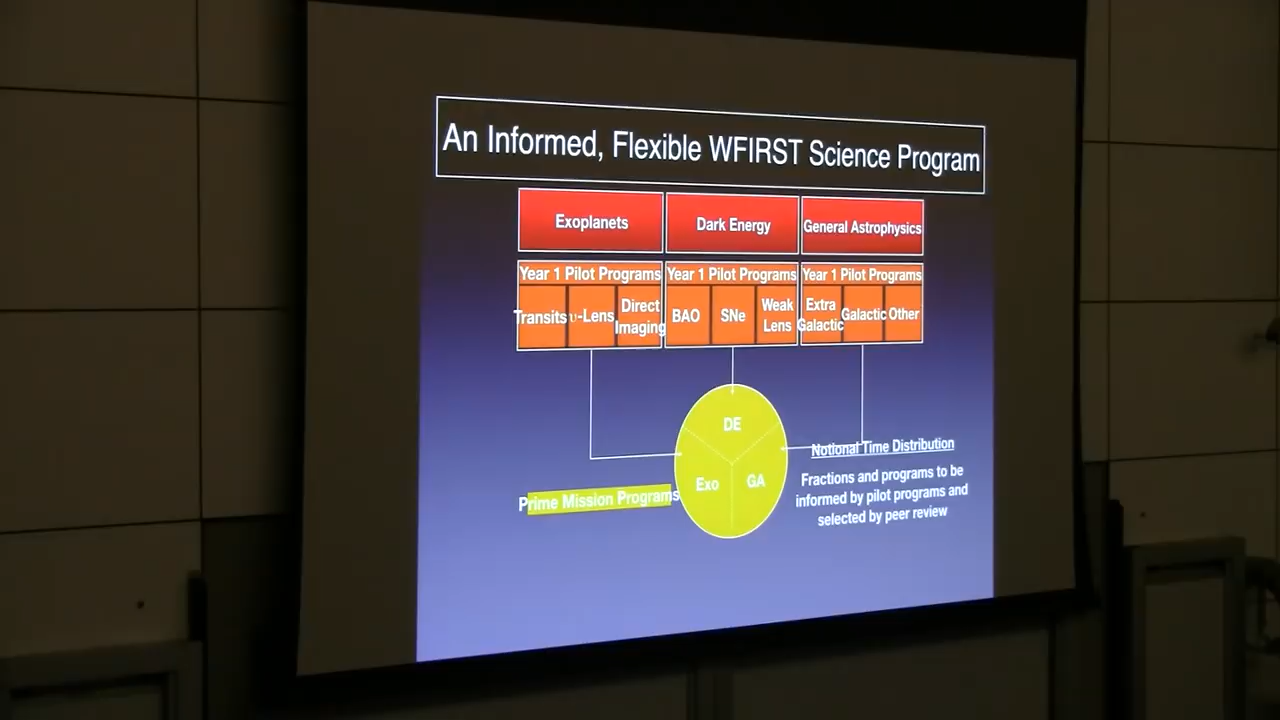 An Informed, Flexible WFIRST Science Program
Exoplanets
Dark Energy
General Astrophysics
Year 1 Pilot Programs
Year 1 Pilot Programs
Year 1 Pilot Programs
Transits
υ-Lens
Direct
Imaging
BAO
SNe
Weak
Lens
Extra
Galactic
Galactic
Other
DE
Exo
GA
Prime Mission Programs
Notional Time Distribution
Fractions and programs to be
informed by pilot programs and
selected by peer review